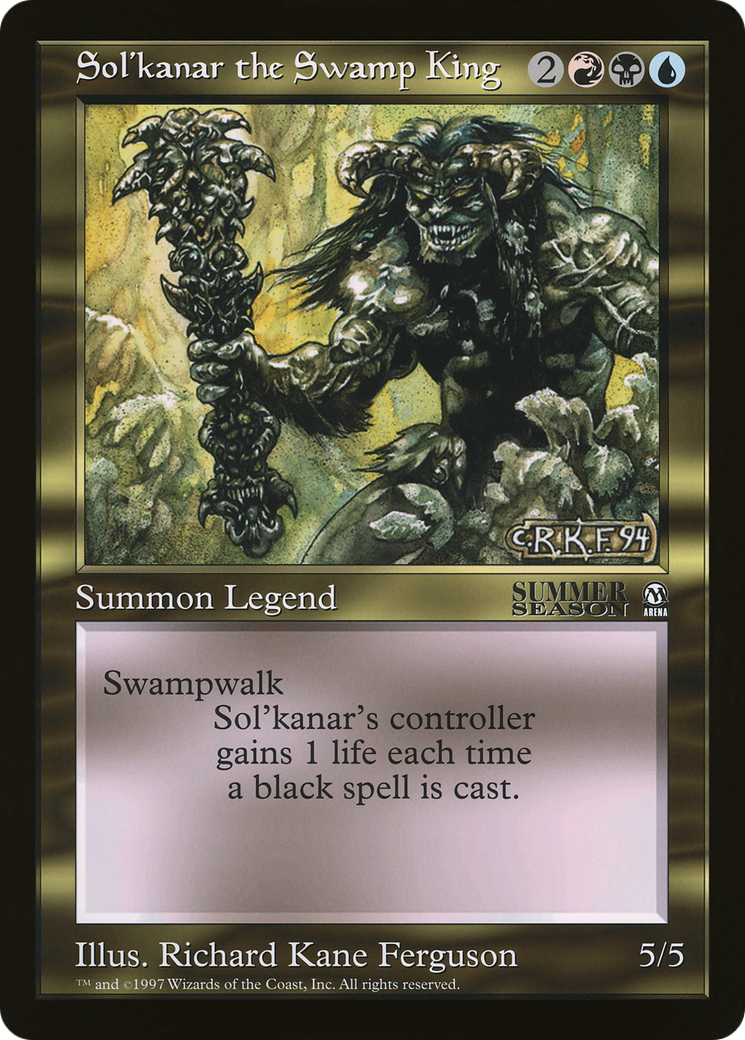 Sol'kanar the Swamp King 2
C.R.K.F. 94
Summon Legend SUMMER SEASON ARENA
Swampwalk
Sol'kanar's controller
gains 1 life each time
a black spell is cast.
Illus. Richard Kane Ferguson 5/5
™ and ©1997 Wizards of the Coast, Inc. All rights reserved.